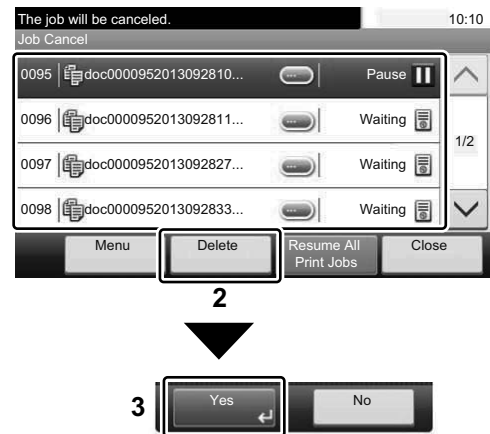 The job will be canceled. 10:10
Job Cancel
0095 doc0000952013092810... Pause
0096 doc0000952013092811... Waiting
1/2
0097 doc0000952013092827... Waiting
0098 doc0000952013092833... Waiting
Menu Delete Resume All Print Jobs Close
2
3 Yes No